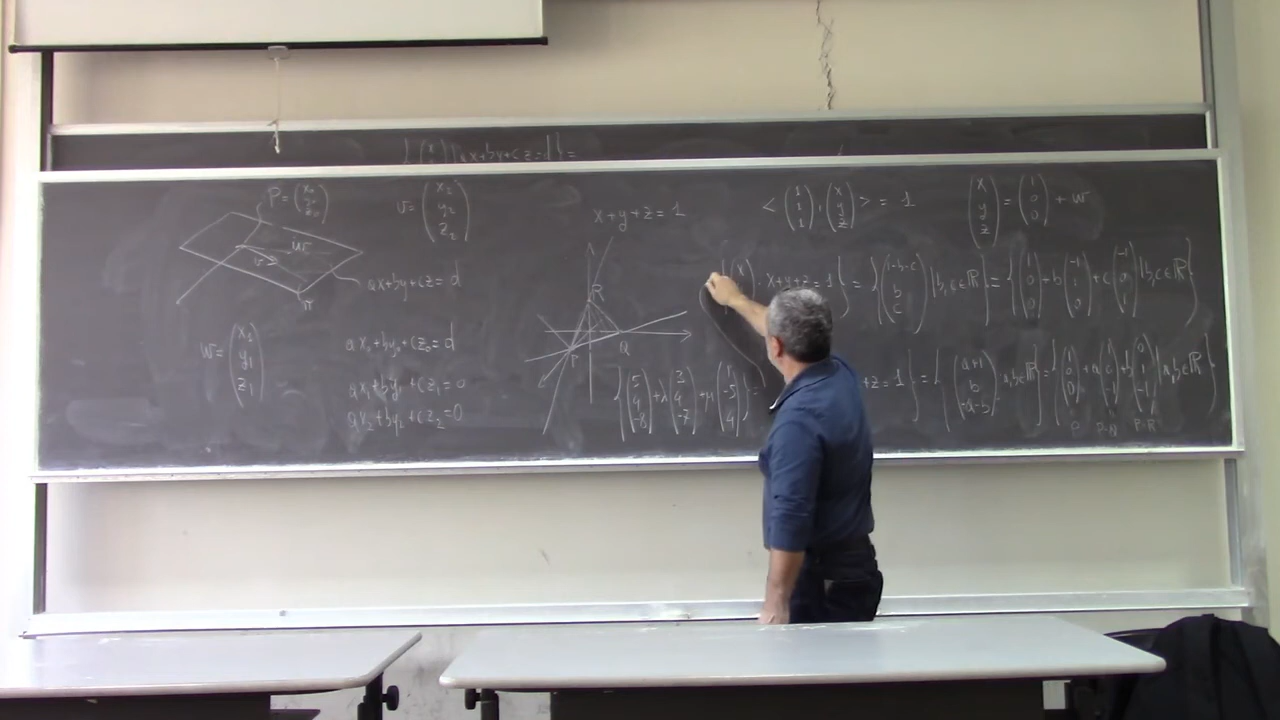 ax+by+cz=d} =
P = (x₀ y₀ z₀)
v = (x₂ y₂ z₂)
x+y+z=1
< (1 1 1), (x y z) > = 1
(x y z) = (1 0 0) + w
w
v
π
ax+by+cz=d
R
P
Q
x+y+z=1} = {(1-b-c b c) | b,c∈ℝ} = {(1 0 0) + b(-1 1 0) + c(-1 0 1) | b,c∈ℝ}
w = (x₁ y₁ z₁)
ax₀+by₀+cz₀=d
ax₁+by₁+cz₁=0
ax₂+by₂+cz₂=0
{(5 4 -8) + λ(3 4 -7) + μ(1 -5 4)
+z=1} = {(a+1 b -a-b) a,b∈ℝ} = {(1 0 0) + a(1 0 -1) + b(0 1 -1) | a,b∈ℝ}